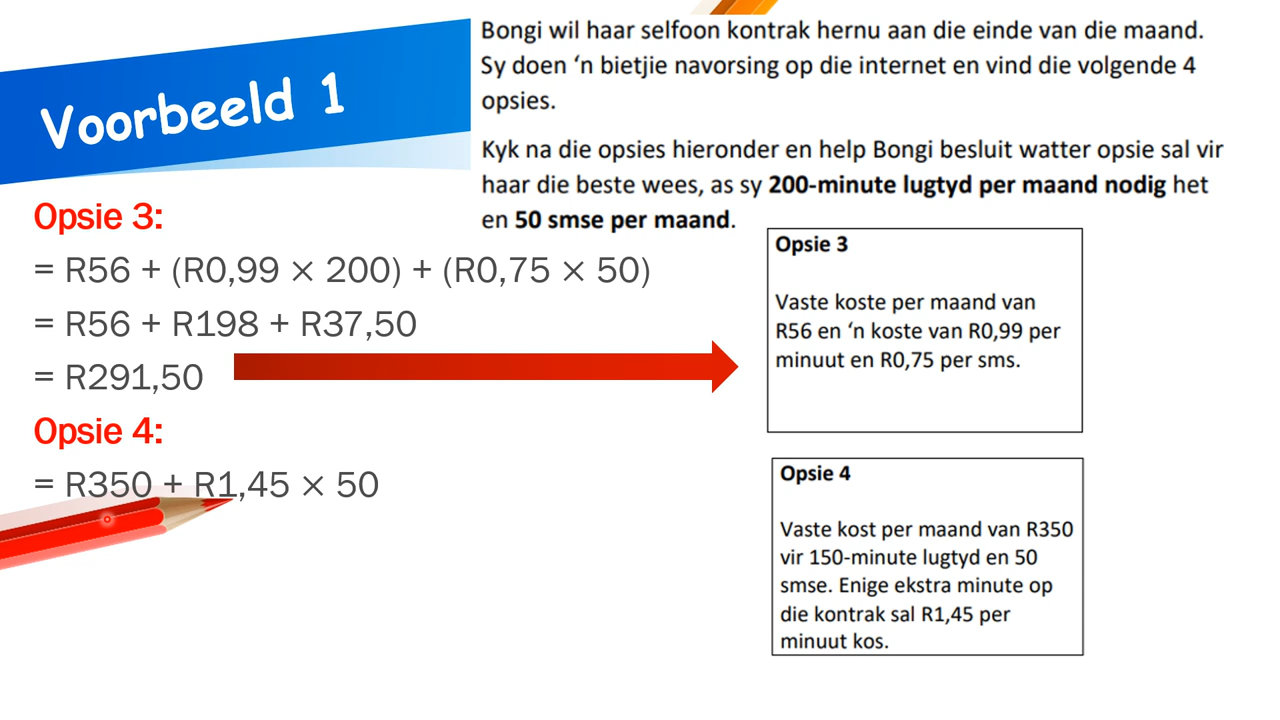 Voorbeeld 1
Bongi wil haar selfoon kontrak hernu aan die einde van die maand.
Sy doen ‘n bietjie navorsing op die internet en vind die volgende 4
opsies.
Kyk na die opsies hieronder en help Bongi besluit watter opsie sal vir
haar die beste wees, as sy 200-minute lugtyd per maand nodig het
en 50 smse per maand.
Opsie 3:
= R56 + (R0,99 × 200) + (R0,75 × 50)
= R56 + R198 + R37,50
= R291,50
Opsie 4:
= R350 + R1,45 × 50
Opsie 3
Vaste koste per maand van
R56 en ‘n koste van R0,99 per
minuut en R0,75 per sms.
Opsie 4
Vaste kost per maand van R350
vir 150-minute lugtyd en 50
smse. Enige ekstra minute op
die kontrak sal R1,45 per
minuut kos.